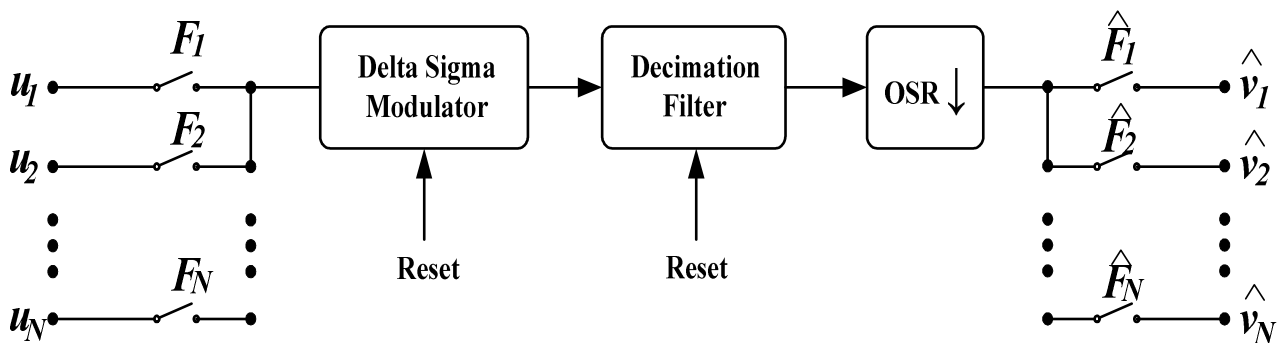 F1
u1
F2
u2
FN
uN
Delta Sigma
Modulator
Reset
Decimation
Filter
Reset
OSR ↓
F̂1
v̂1
F̂2
v̂2
F̂N
v̂N